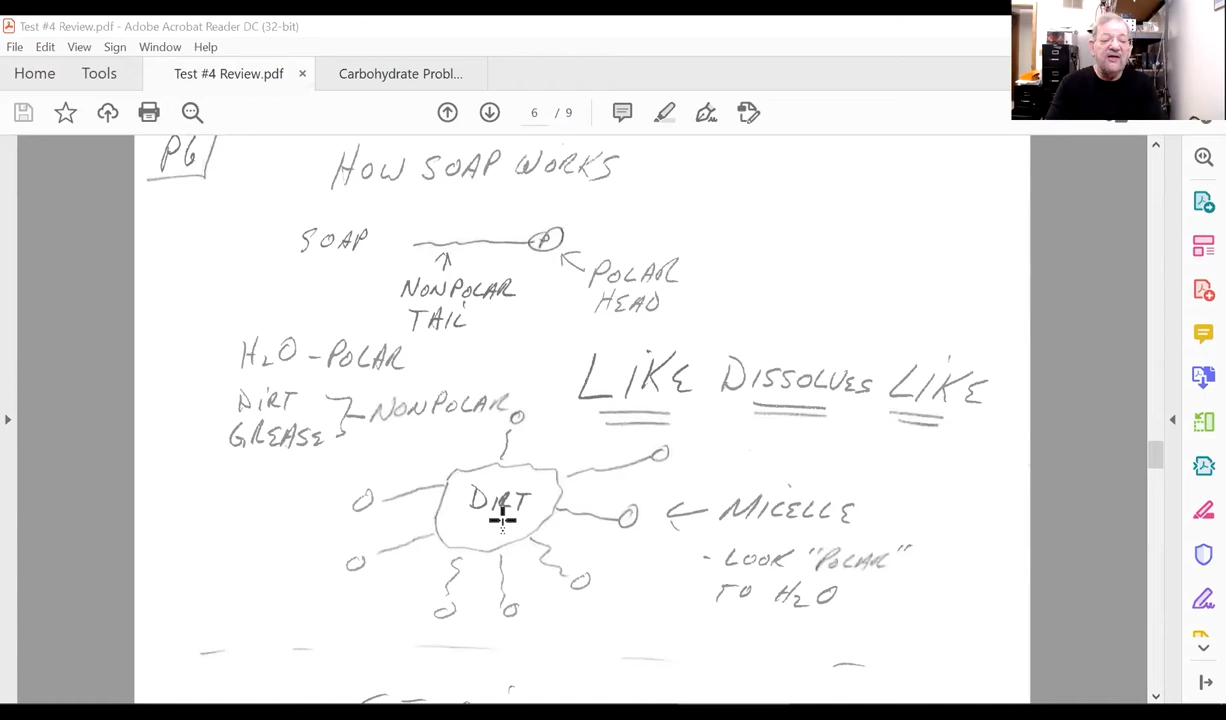 Test #4 Review.pdf - Adobe Acrobat Reader DC (32-bit)
File Edit View Sign Window Help
Home Tools Test #4 Review.pdf × Carbohydrate Probl...
6 / 9
P6
HOW SOAP WORKS
SOAP P
NONPOLAR
TAIL
POLAR
HEAD
H₂O - POLAR
DIRT
GREASE
NONPOLAR
LIKE DISSOLVES LIKE
DIRT
MICELLE
- LOOK "POLAR"
TO H₂O